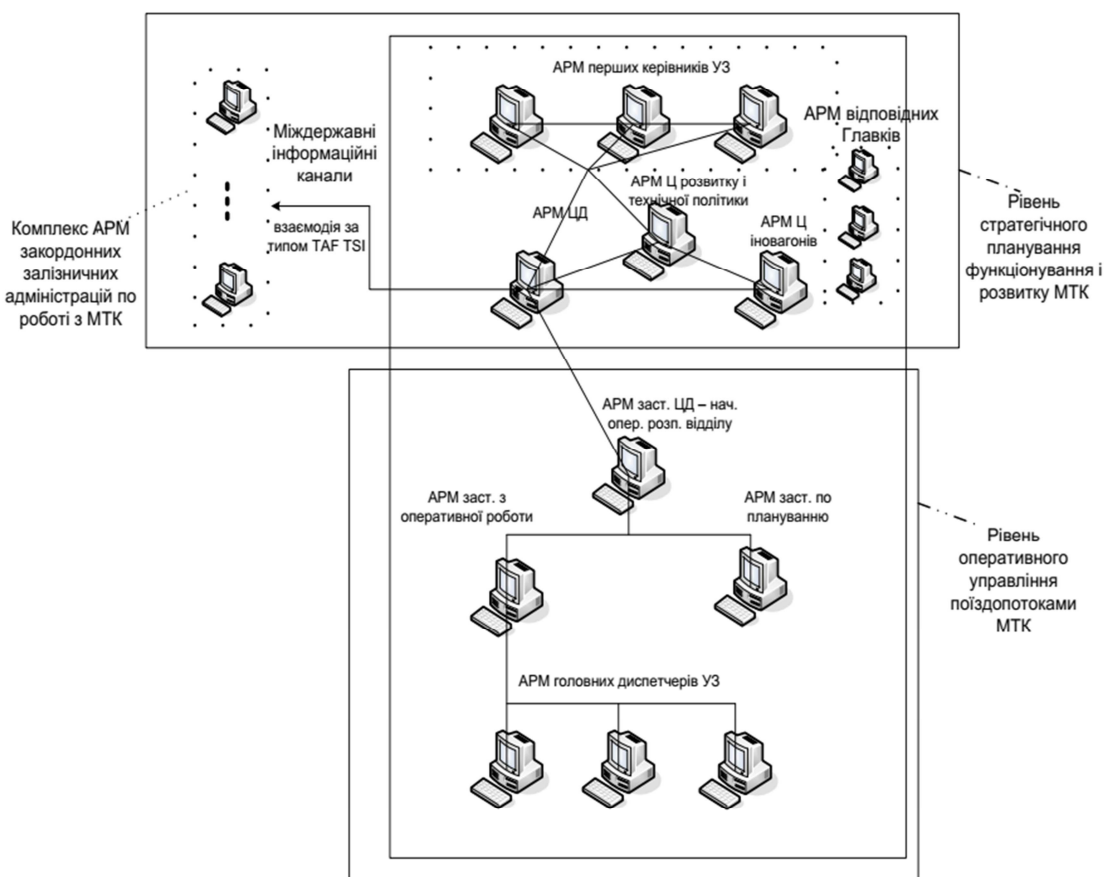 АРМ перших керівників УЗ
АРМ відповідних
Главків
Міждержавні
інформаційні
канали
АРМ Ц розвитку і
технічної політики
АРМ ЦД
АРМ Ц
іновагонів
взаємодія за
типом TAF TSI
Комплекс АРМ
закордонних
залізничних
адміністрацій по
роботі з МТК
Рівень
стратегічного
планування
функціонування і
розвитку МТК
АРМ заст. ЦД – нач.
опер. розп. відділу
АРМ заст. з
оперативної роботи
АРМ заст. по
плануванню
Рівень
оперативного
управління
поїздопотоками
МТК
АРМ головних диспетчерів УЗ